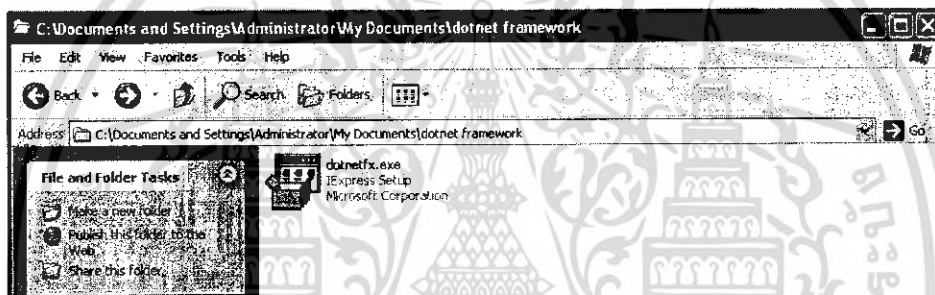 C:\Documents and Settings\Administrator\My Documents\dotnet framework
File Edit View Favorites Tools Help
Back Search Folders
Address C:\Documents and Settings\Administrator\My Documents\dotnet framework Go
File and Folder Tasks
Make a new folder
Publish this folder to the
Web
Share this folder
dotnetfx.exe
IExpress Setup
Microsoft Corporation